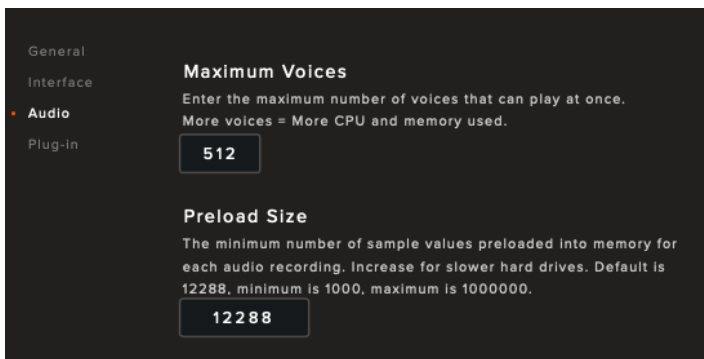 General
Interface
Audio
Plug-in
Maximum Voices
Enter the maximum number of voices that can play at once.
More voices = More CPU and memory used.
512
Preload Size
The minimum number of sample values preloaded into memory for
each audio recording. Increase for slower hard drives. Default is
12288, minimum is 1000, maximum is 1000000.
12288